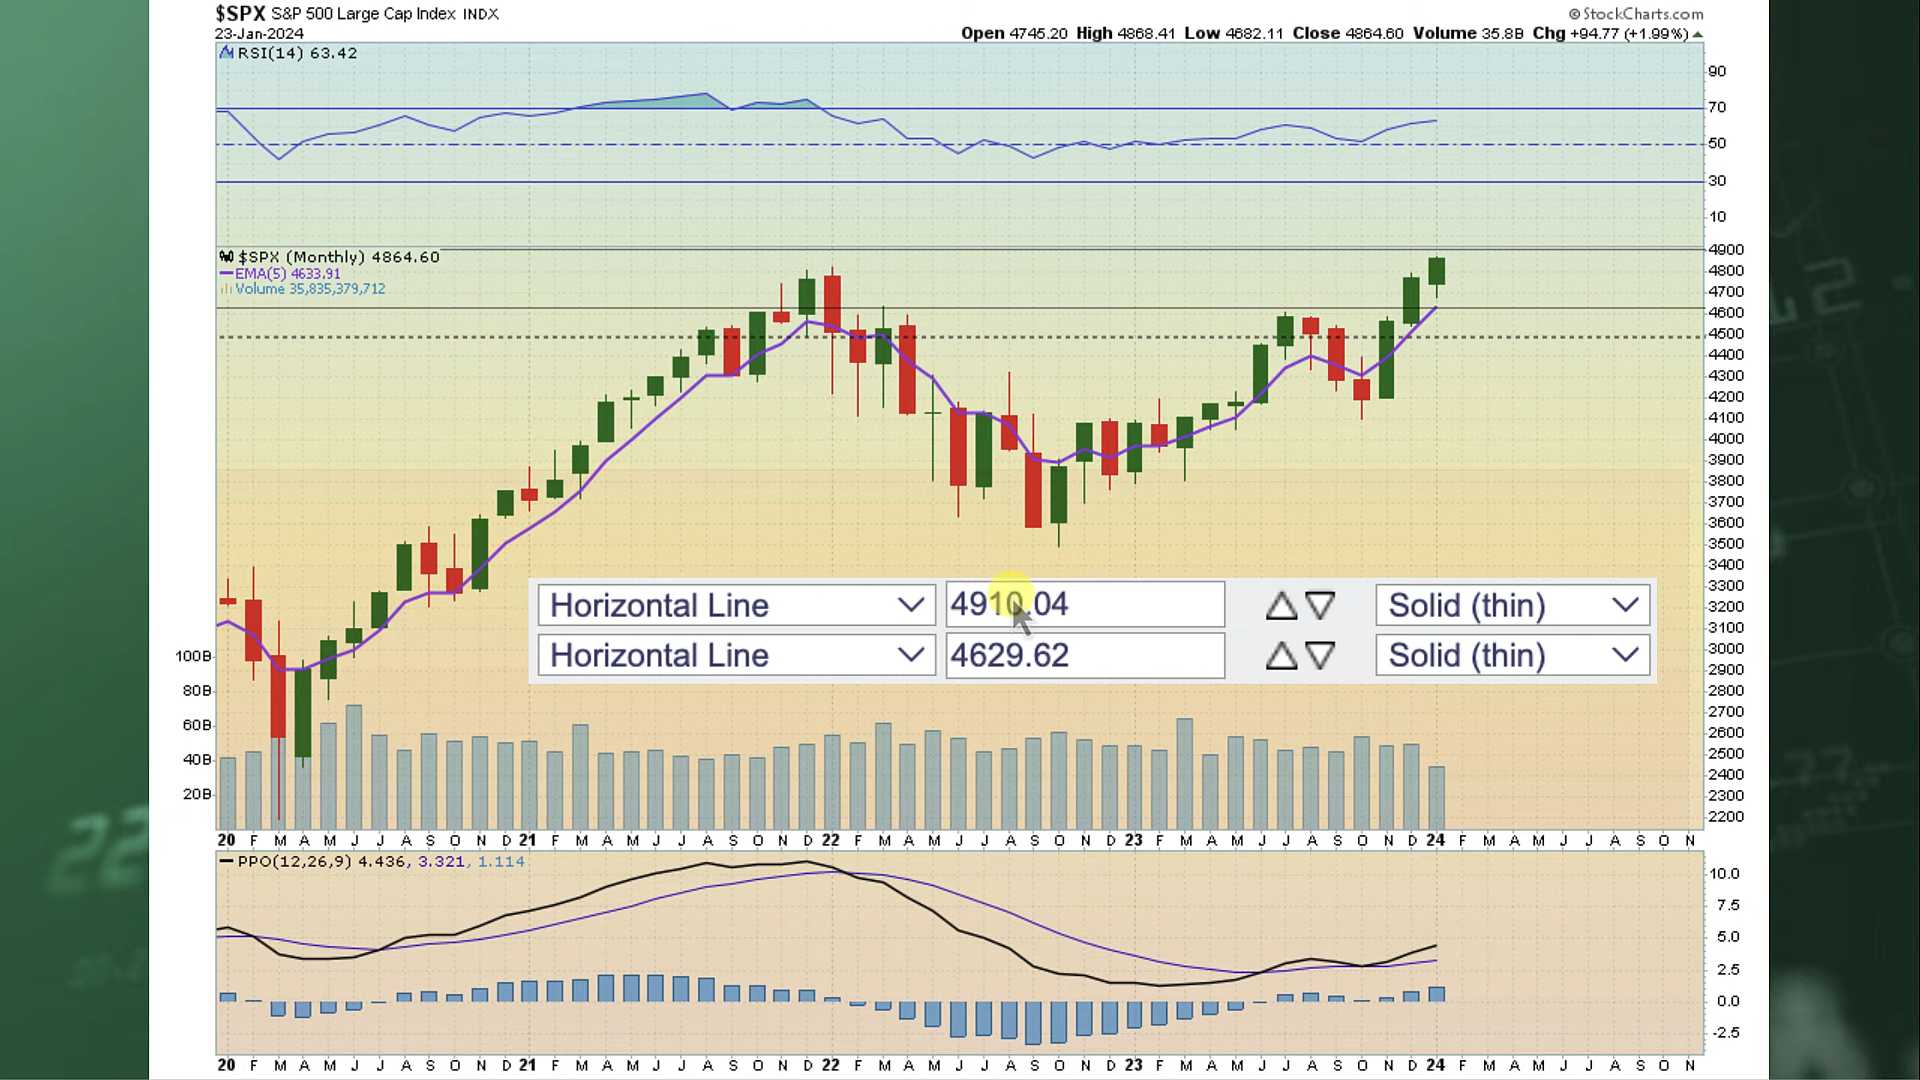 $SPX S&P 500 Large Cap Index INDX
© StockCharts.com
23-Jan-2024
Open 4745.20 High 4868.41 Low 4682.11 Close 4864.60 Volume 35.8B Chg +94.77 (+1.99%)
RSI(14) 63.42
90
70
50
30
10
$SPX (Monthly) 4864.60
EMA(5) 4633.91
Volume 35,835,379,712
4900
4800
4700
4600
4500
4400
4300
4200
4100
4000
3900
3800
3700
3600
3500
3400
3300
3200
3100
3000
2900
2800
2700
2600
2500
2400
2300
2200
Horizontal Line 4910.04 Solid (thin)
Horizontal Line 4629.62 Solid (thin)
100B
80B
60B
40B
20B
20 F M A M J J A S O N D 21 F M A M J J A S O N D 22 F M A M J J A S O N D 23 F M A M J J A S O N D 24 F M A M J J A S O N
PPO(12,26,9) 4.436, 3.321, 1.114
10.0
7.5
5.0
2.5
0.0
-2.5
20 F M A M J J A S O N D 21 F M A M J J A S O N D 22 F M A M J J A S O N D 23 F M A M J J A S O N D 24 F M A M J J A S O N